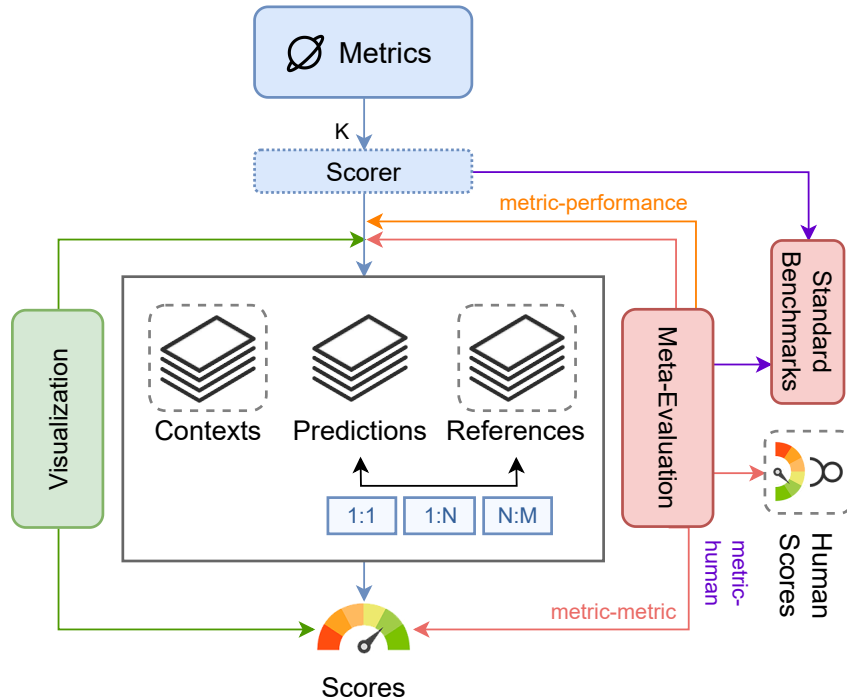 Metrics
K
Scorer
metric-performance
Standard
Benchmarks
Visualization
Meta-Evaluation
Contexts
Predictions
References
1:1
1:N
N:M
Human
Scores
metric-
human
metric-metric
Scores